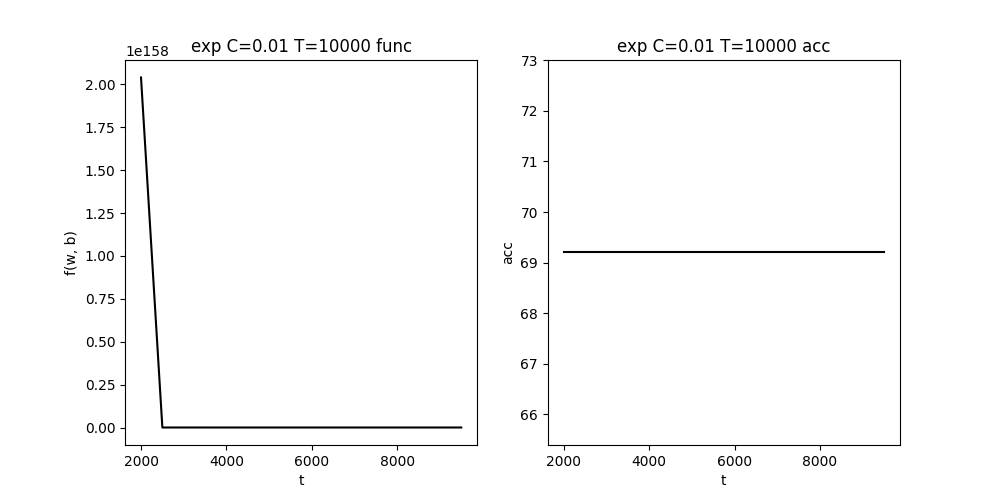 exp C=0.01 T=10000 func
1e158
2.00
1.75
1.50
1.25
1.00
0.75
0.50
0.25
0.00
f(w, b)
2000 4000 6000 8000
t
exp C=0.01 T=10000 acc
73
72
71
70
69
68
67
66
acc
2000 4000 6000 8000
t